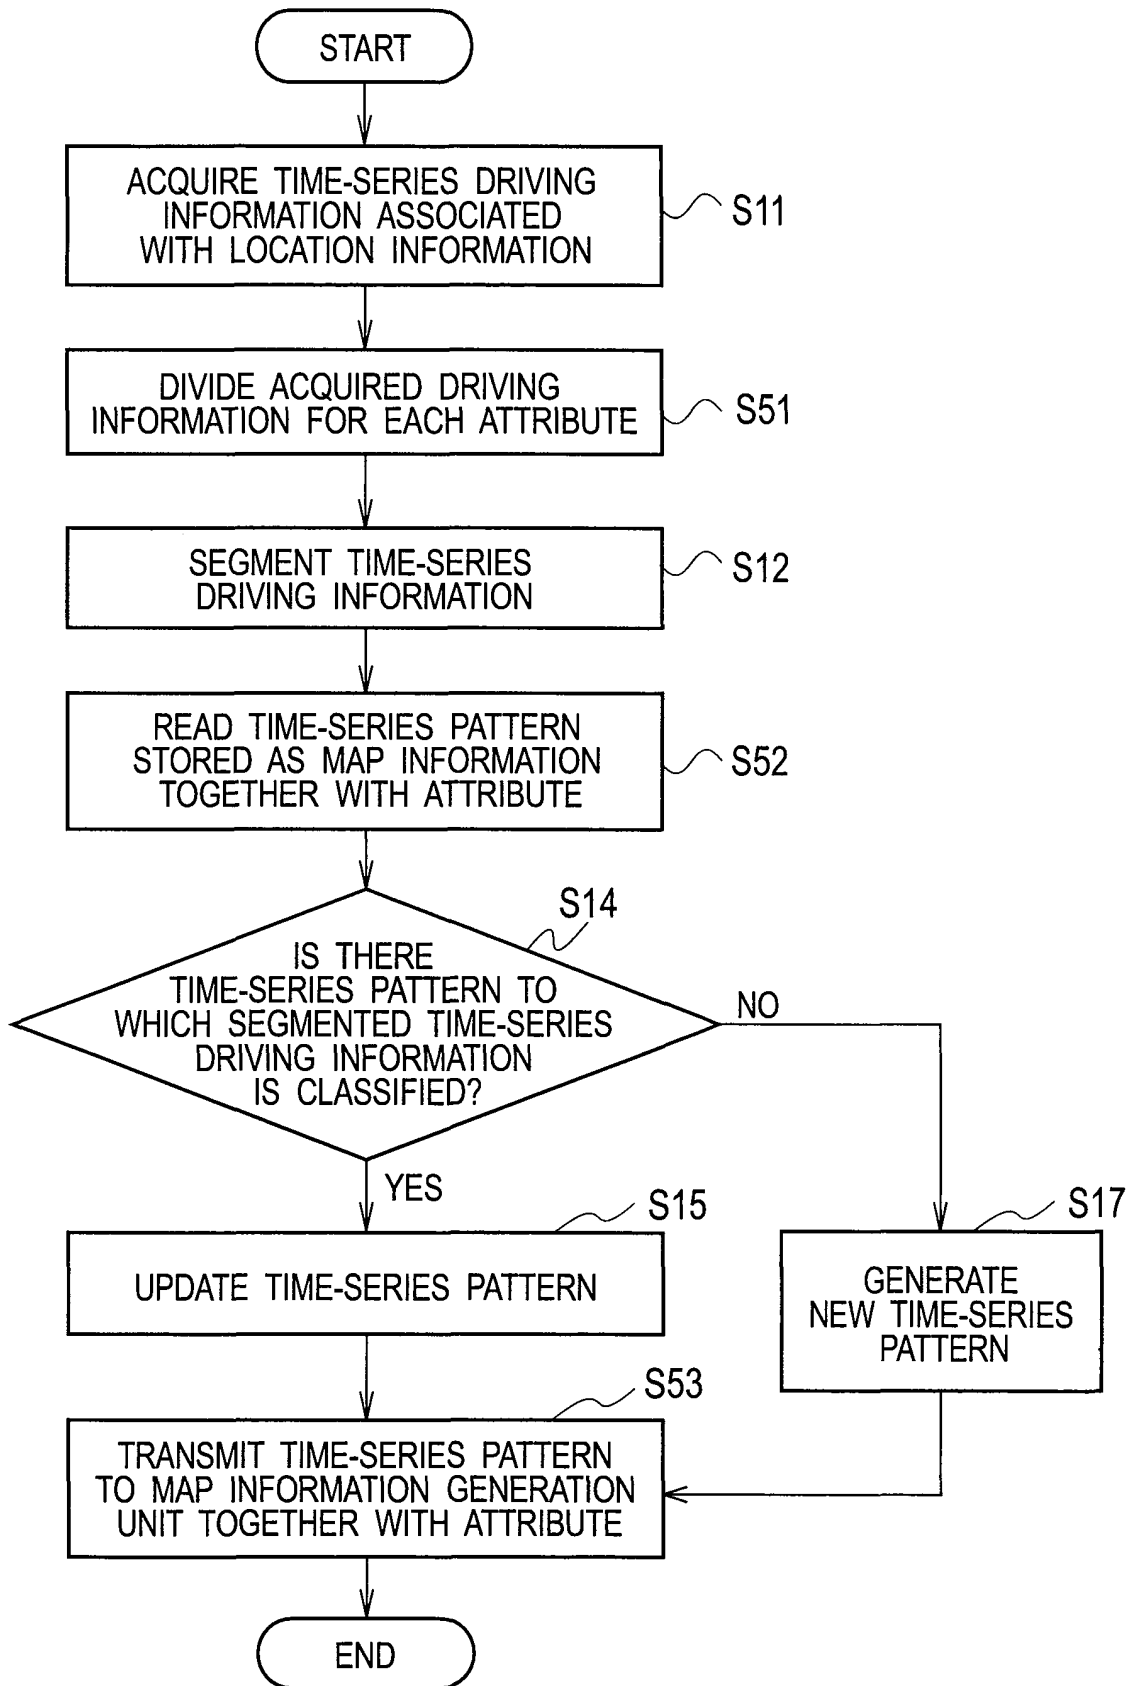 START
ACQUIRE TIME-SERIES DRIVING
INFORMATION ASSOCIATED
WITH LOCATION INFORMATION
S11
DIVIDE ACQUIRED DRIVING
INFORMATION FOR EACH ATTRIBUTE
S51
SEGMENT TIME-SERIES
DRIVING INFORMATION
S12
READ TIME-SERIES PATTERN
STORED AS MAP INFORMATION
TOGETHER WITH ATTRIBUTE
S52
S14
IS THERE
TIME-SERIES PATTERN TO
WHICH SEGMENTED TIME-SERIES
DRIVING INFORMATION
IS CLASSIFIED?
NO
YES
S15
UPDATE TIME-SERIES PATTERN
S17
GENERATE
NEW TIME-SERIES
PATTERN
S53
TRANSMIT TIME-SERIES PATTERN
TO MAP INFORMATION GENERATION
UNIT TOGETHER WITH ATTRIBUTE
END